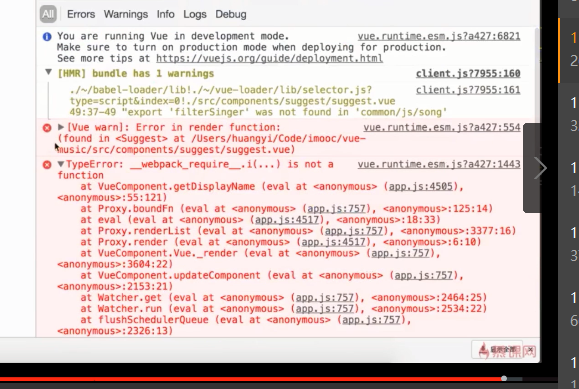 All Errors Warnings Info Logs Debug
You are running Vue in development mode. vue.runtime.esm.js?a427:6821
Make sure to turn on production mode when deploying for production.
See more tips at https://vuejs.org/guide/deployment.html
[HMR] bundle has 1 warnings client.js?7955:160
./~/babel-loader/lib!./~/vue-loader/lib/selector.js? client.js?7955:161
type=script&index=0!./src/components/suggest/suggest.vue
49:37-49 "export 'filterSinger' was not found in 'common/js/song'
[Vue warn]: Error in render function: vue.runtime.esm.js?a427:554
(found in <Suggest> at /Users/huangyi/Code/imooc/vue-
music/src/components/suggest/suggest.vue)
TypeError: __webpack_require__.i(...) is not a vue.runtime.esm.js?a427:1443
function
at VueComponent.getDisplayName (eval at <anonymous> (app.js:4505),
<anonymous>:55:121)
at Proxy.boundFn (eval at <anonymous> (app.js:757), <anonymous>:125:14)
at eval (eval at <anonymous> (app.js:4517), <anonymous>:18:33)
at Proxy.renderList (eval at <anonymous> (app.js:757), <anonymous>:3377:16)
at Proxy.render (eval at <anonymous> (app.js:4517), <anonymous>:6:10)
at VueComponent.Vue._render (eval at <anonymous> (app.js:757),
<anonymous>:3604:22)
at VueComponent.updateComponent (eval at <anonymous> (app.js:757),
<anonymous>:2153:21)
at Watcher.get (eval at <anonymous> (app.js:757), <anonymous>:2464:25)
at Watcher.run (eval at <anonymous> (app.js:757), <anonymous>:2534:22)
at flushSchedulerQueue (eval at <anonymous> (app.js:757),
<anonymous>:2326:13)